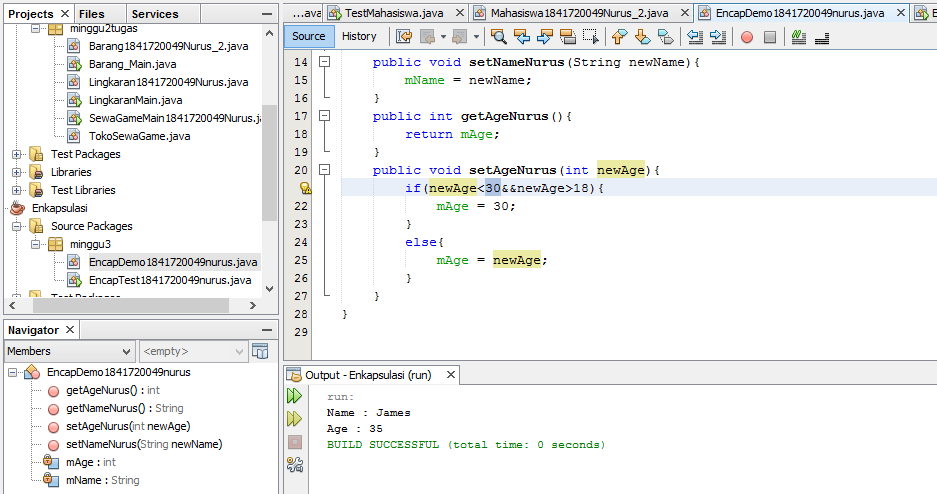 Projects
Files
Services
minggu2tugas
Barang1841720049Nurus_2.java
Barang_Main.java
Lingkaran1841720049Nurus.java
LingkaranMain.java
SewaGameMain1841720049Nurus.ja
TokoSewaGame.java
Test Packages
Libraries
Test Libraries
Enkapsulasi
Source Packages
minggu3
EncapDemo1841720049nurus.java
EncapTest1841720049nurus.java
Navigator
Members
<empty>
EncapDemo1841720049nurus
getAgeNurus() : int
getNameNurus() : String
setAgeNurus(int newAge)
setNameNurus(String newName)
mAge : int
mName : String
...ava TestMahasiswa.java Mahasiswa1841720049Nurus_2.java EncapDemo1841720049nurus.java E
Source History
14 public void setNameNurus(String newName){
15 mName = newName;
16 }
17 public int getAgeNurus(){
18 return mAge;
19 }
20 public void setAgeNurus(int newAge){
if(newAge<30&&newAge>18){
22 mAge = 30;
23 }
24 else{
25 mAge = newAge;
26 }
27 }
28 }
29
Output - Enkapsulasi (run)
run:
Name : James
Age : 35
BUILD SUCCESSFUL (total time: 0 seconds)